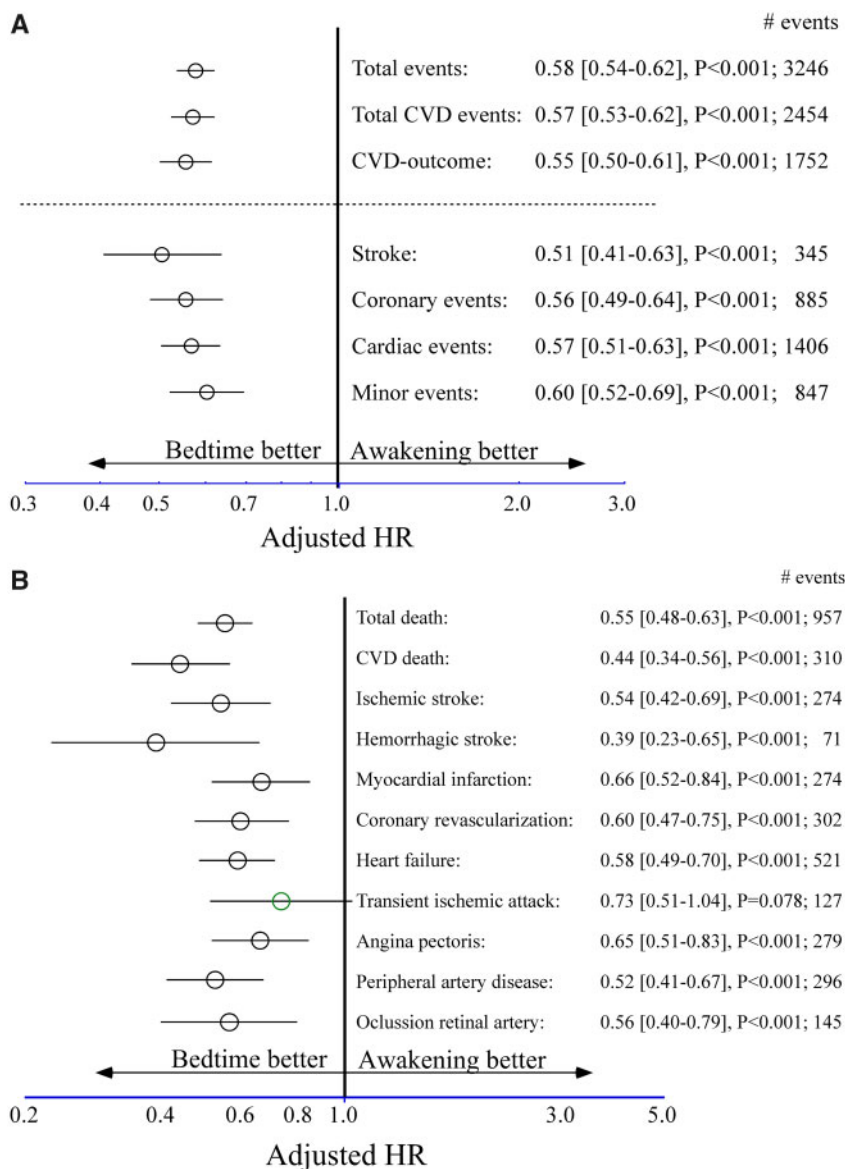 A
# events
Total events: 0.58 [0.54-0.62], P<0.001; 3246
Total CVD events: 0.57 [0.53-0.62], P<0.001; 2454
CVD-outcome: 0.55 [0.50-0.61], P<0.001; 1752
Stroke: 0.51 [0.41-0.63], P<0.001; 345
Coronary events: 0.56 [0.49-0.64], P<0.001; 885
Cardiac events: 0.57 [0.51-0.63], P<0.001; 1406
Minor events: 0.60 [0.52-0.69], P<0.001; 847
Bedtime better Awakening better
0.3 0.4 0.5 0.7 1.0 2.0 3.0
Adjusted HR
B
# events
Total death: 0.55 [0.48-0.63], P<0.001; 957
CVD death: 0.44 [0.34-0.56], P<0.001; 310
Ischemic stroke: 0.54 [0.42-0.69], P<0.001; 274
Hemorrhagic stroke: 0.39 [0.23-0.65], P<0.001; 71
Myocardial infarction: 0.66 [0.52-0.84], P<0.001; 274
Coronary revascularization: 0.60 [0.47-0.75], P<0.001; 302
Heart failure: 0.58 [0.49-0.70], P<0.001; 521
Transient ischemic attack: 0.73 [0.51-1.04], P=0.078; 127
Angina pectoris: 0.65 [0.51-0.83], P<0.001; 279
Peripheral artery disease: 0.52 [0.41-0.67], P<0.001; 296
Oclussion retinal artery: 0.56 [0.40-0.79], P<0.001; 145
Bedtime better Awakening better
0.2 0.4 0.6 0.8 1.0 3.0 5.0
Adjusted HR